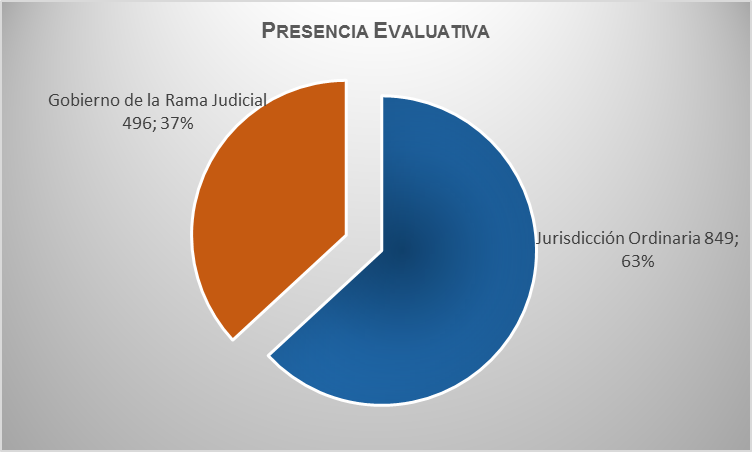 PRESENCIA EVALUATIVA
Gobierno de la Rama Judicial
496; 37%
Jurisdicción Ordinaria 849;
63%